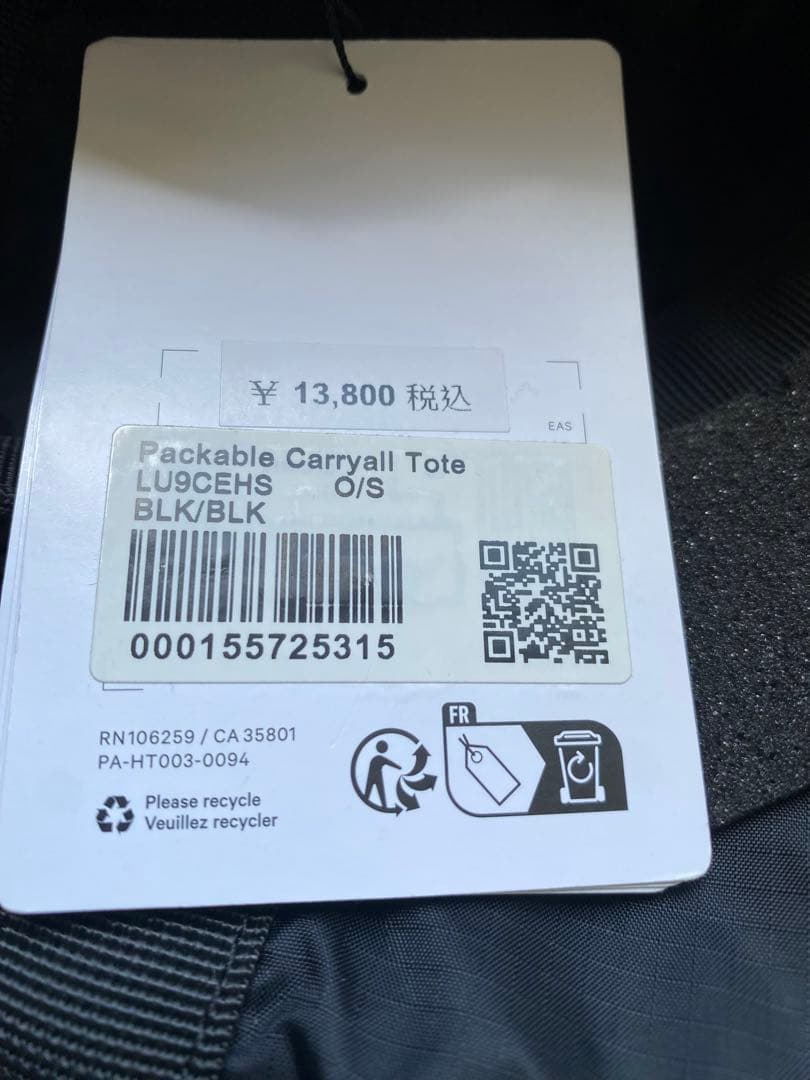 ¥ 13,800 税込
EAS
Packable Carryall Tote
LU9CEHS O/S
BLK/BLK
000155725315
RN106259 / CA 35801
PA-HT003-0094
FR
Please recycle
Veuillez recycler